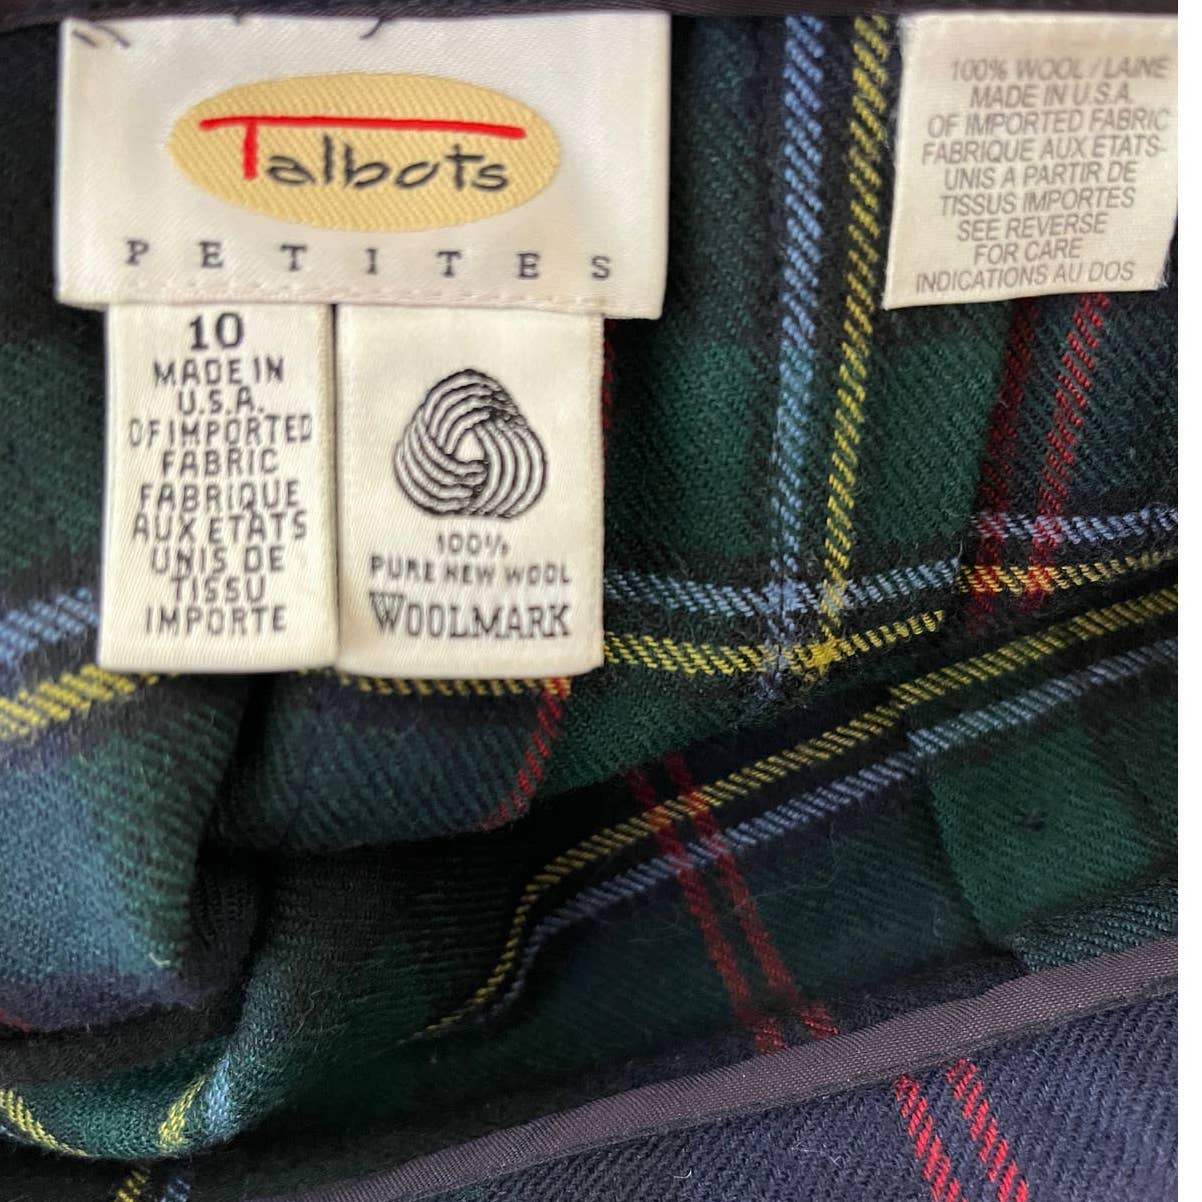 Talbots
PETITES
10
MADE IN
U.S.A.
OF IMPORTED
FABRIC
FABRIQUE
AUX ETATS
UNIS DE
TISSU
IMPORTE
100%
PURE NEW WOOL
WOOLMARK
100% WOOL / LAINE
MADE IN U.S.A.
OF IMPORTED FABRIC
FABRIQUE AUX ETATS-
UNIS A PARTIR DE
TISSUS IMPORTES
SEE REVERSE
FOR CARE
INDICATIONS AU DOS